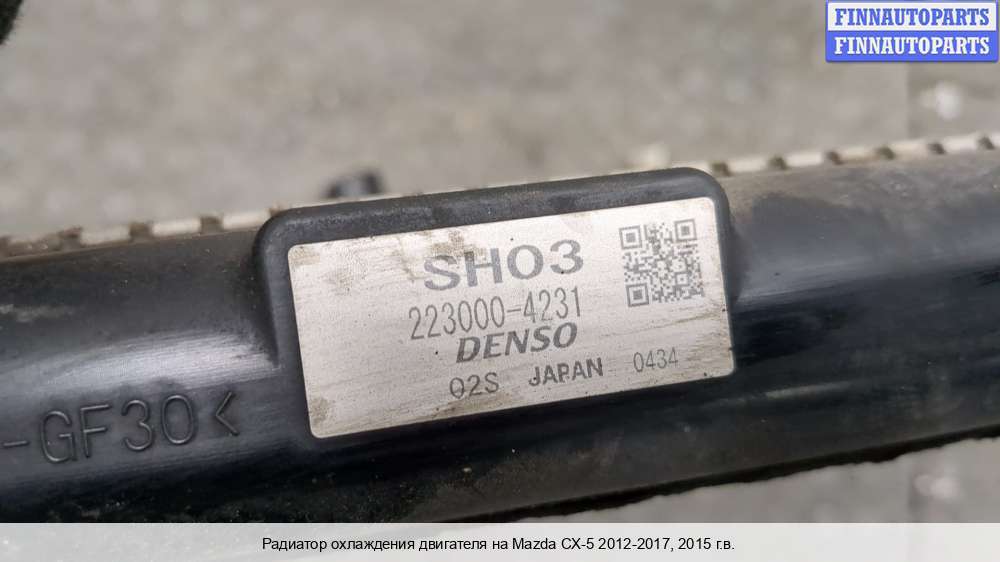 FINNAUTOPARTS
FINNAUTOPARTS
SH03
223000-4231
DENSO
02S JAPAN 0434
-GF30<
Радиатор охлаждения двигателя на Mazda CX-5 2012-2017, 2015 г.в.